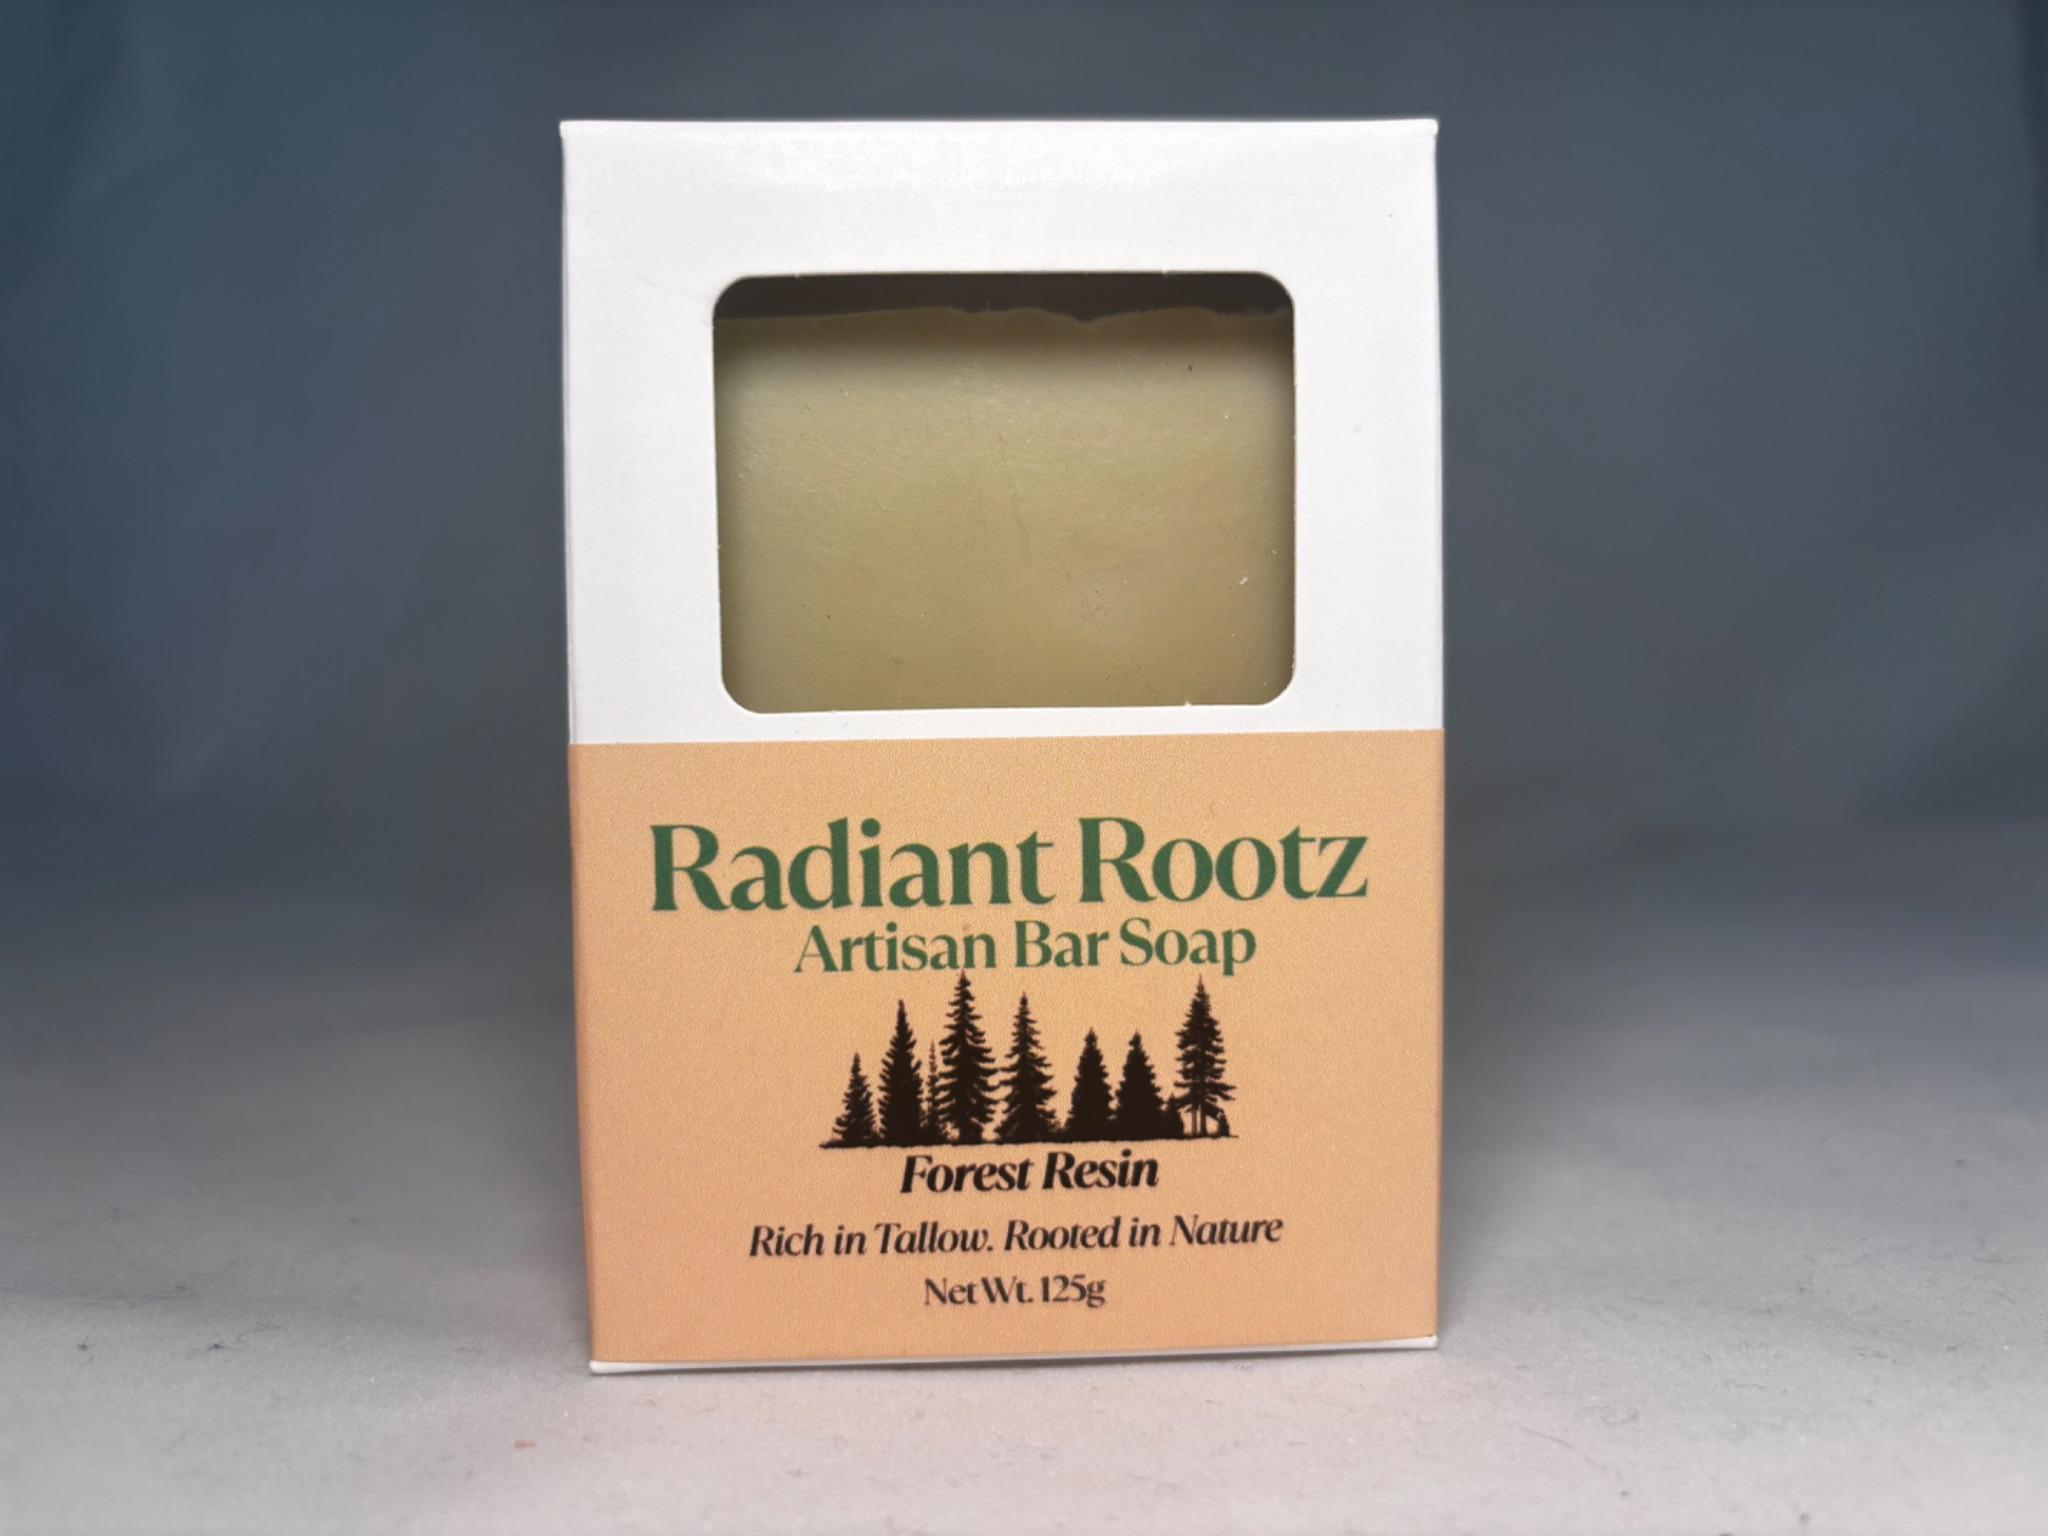 Radiant Rootz
Artisan Bar Soap
Forest Resin
Rich in Tallow. Rooted in Nature
Net Wt. 125g